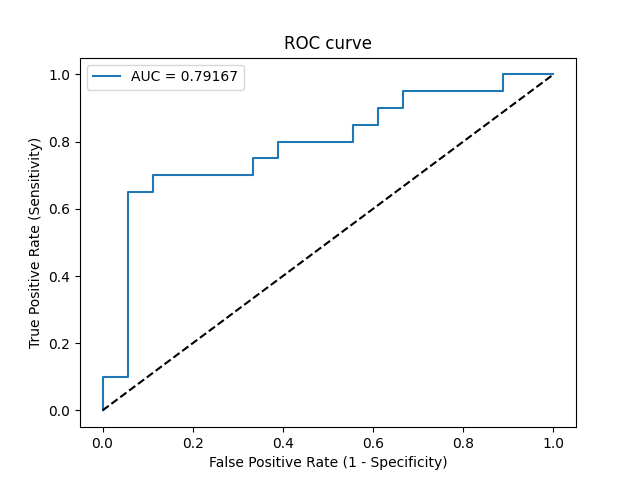 ROC curve
AUC = 0.79167
True Positive Rate (Sensitivity)
1.0
0.8
0.6
0.4
0.2
0.0
0.0 0.2 0.4 0.6 0.8 1.0
False Positive Rate (1 - Specificity)